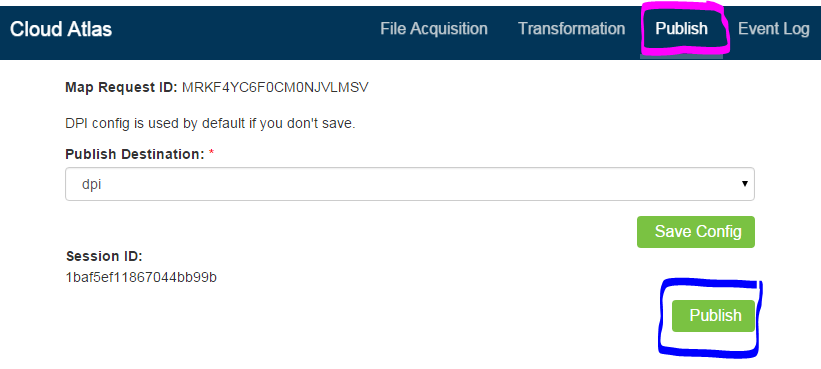 Cloud Atlas File Acquisition Transformation Publish Event Log
Map Request ID: MRKF4YC6F0CM0NJVLMSV
DPI config is used by default if you don't save.
Publish Destination: *
dpi
Save Config
Session ID:
1baf5ef11867044bb99b
Publish